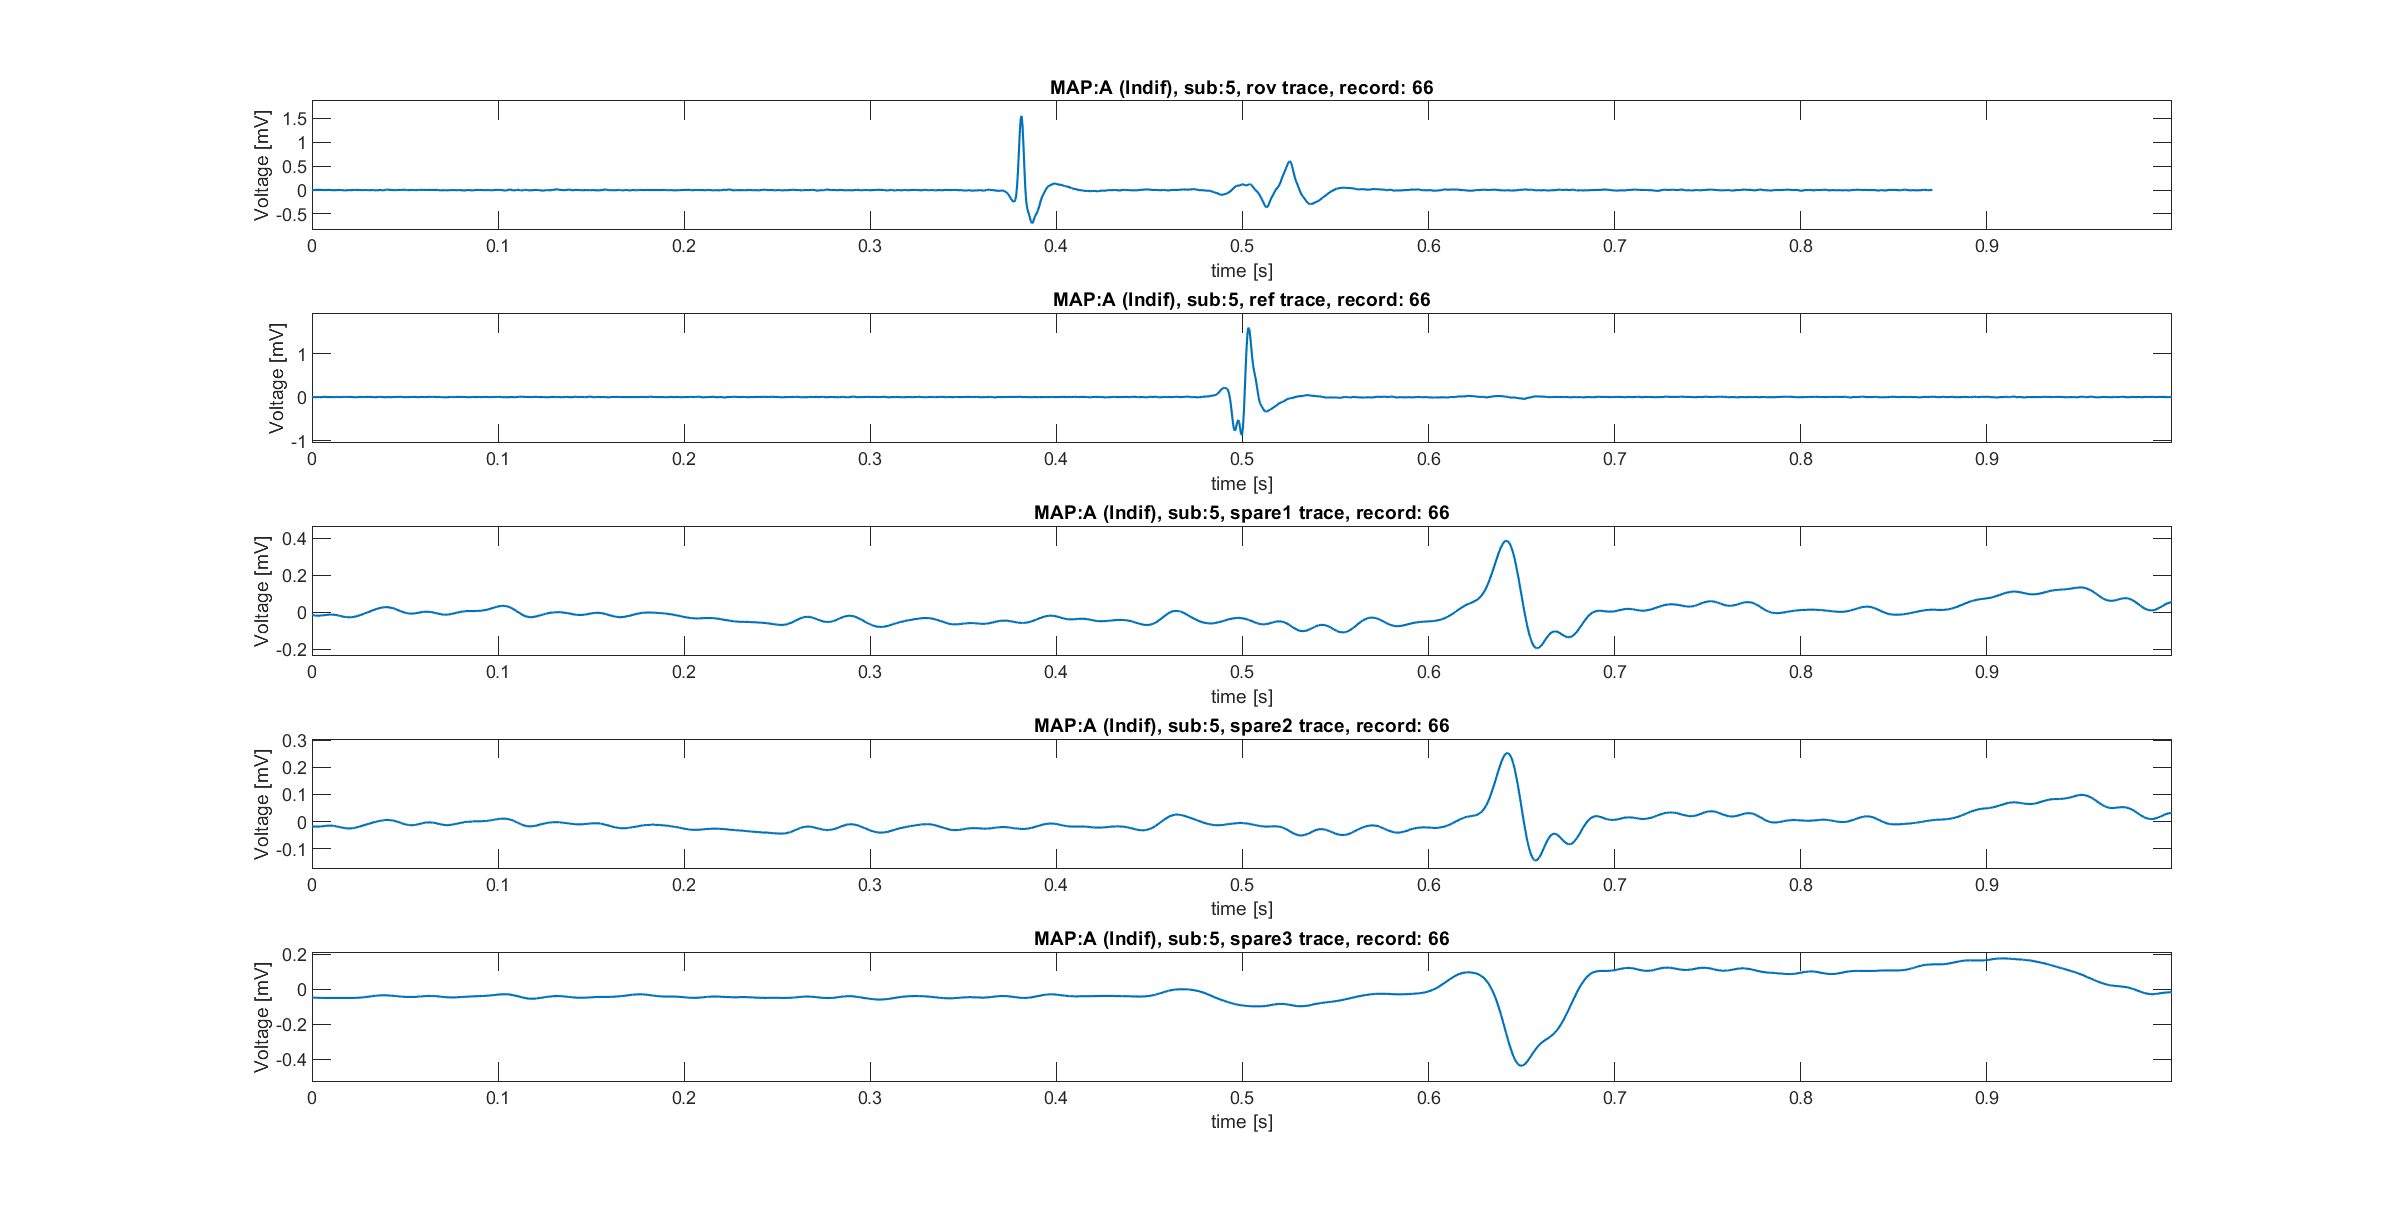 MAP:A (Indif), sub:5, rov trace, record: 66
Voltage [mV]
1.5
1
0.5
0
-0.5
0 0.1 0.2 0.3 0.4 0.5 0.6 0.7 0.8 0.9
time [s]
MAP:A (Indif), sub:5, ref trace, record: 66
Voltage [mV]
1
0
-1
0 0.1 0.2 0.3 0.4 0.5 0.6 0.7 0.8 0.9
time [s]
MAP:A (Indif), sub:5, spare1 trace, record: 66
Voltage [mV]
0.4
0.2
0
-0.2
0 0.1 0.2 0.3 0.4 0.5 0.6 0.7 0.8 0.9
time [s]
MAP:A (Indif), sub:5, spare2 trace, record: 66
Voltage [mV]
0.3
0.2
0.1
0
-0.1
0 0.1 0.2 0.3 0.4 0.5 0.6 0.7 0.8 0.9
time [s]
MAP:A (Indif), sub:5, spare3 trace, record: 66
Voltage [mV]
0.2
0
-0.2
-0.4
0 0.1 0.2 0.3 0.4 0.5 0.6 0.7 0.8 0.9
time [s]